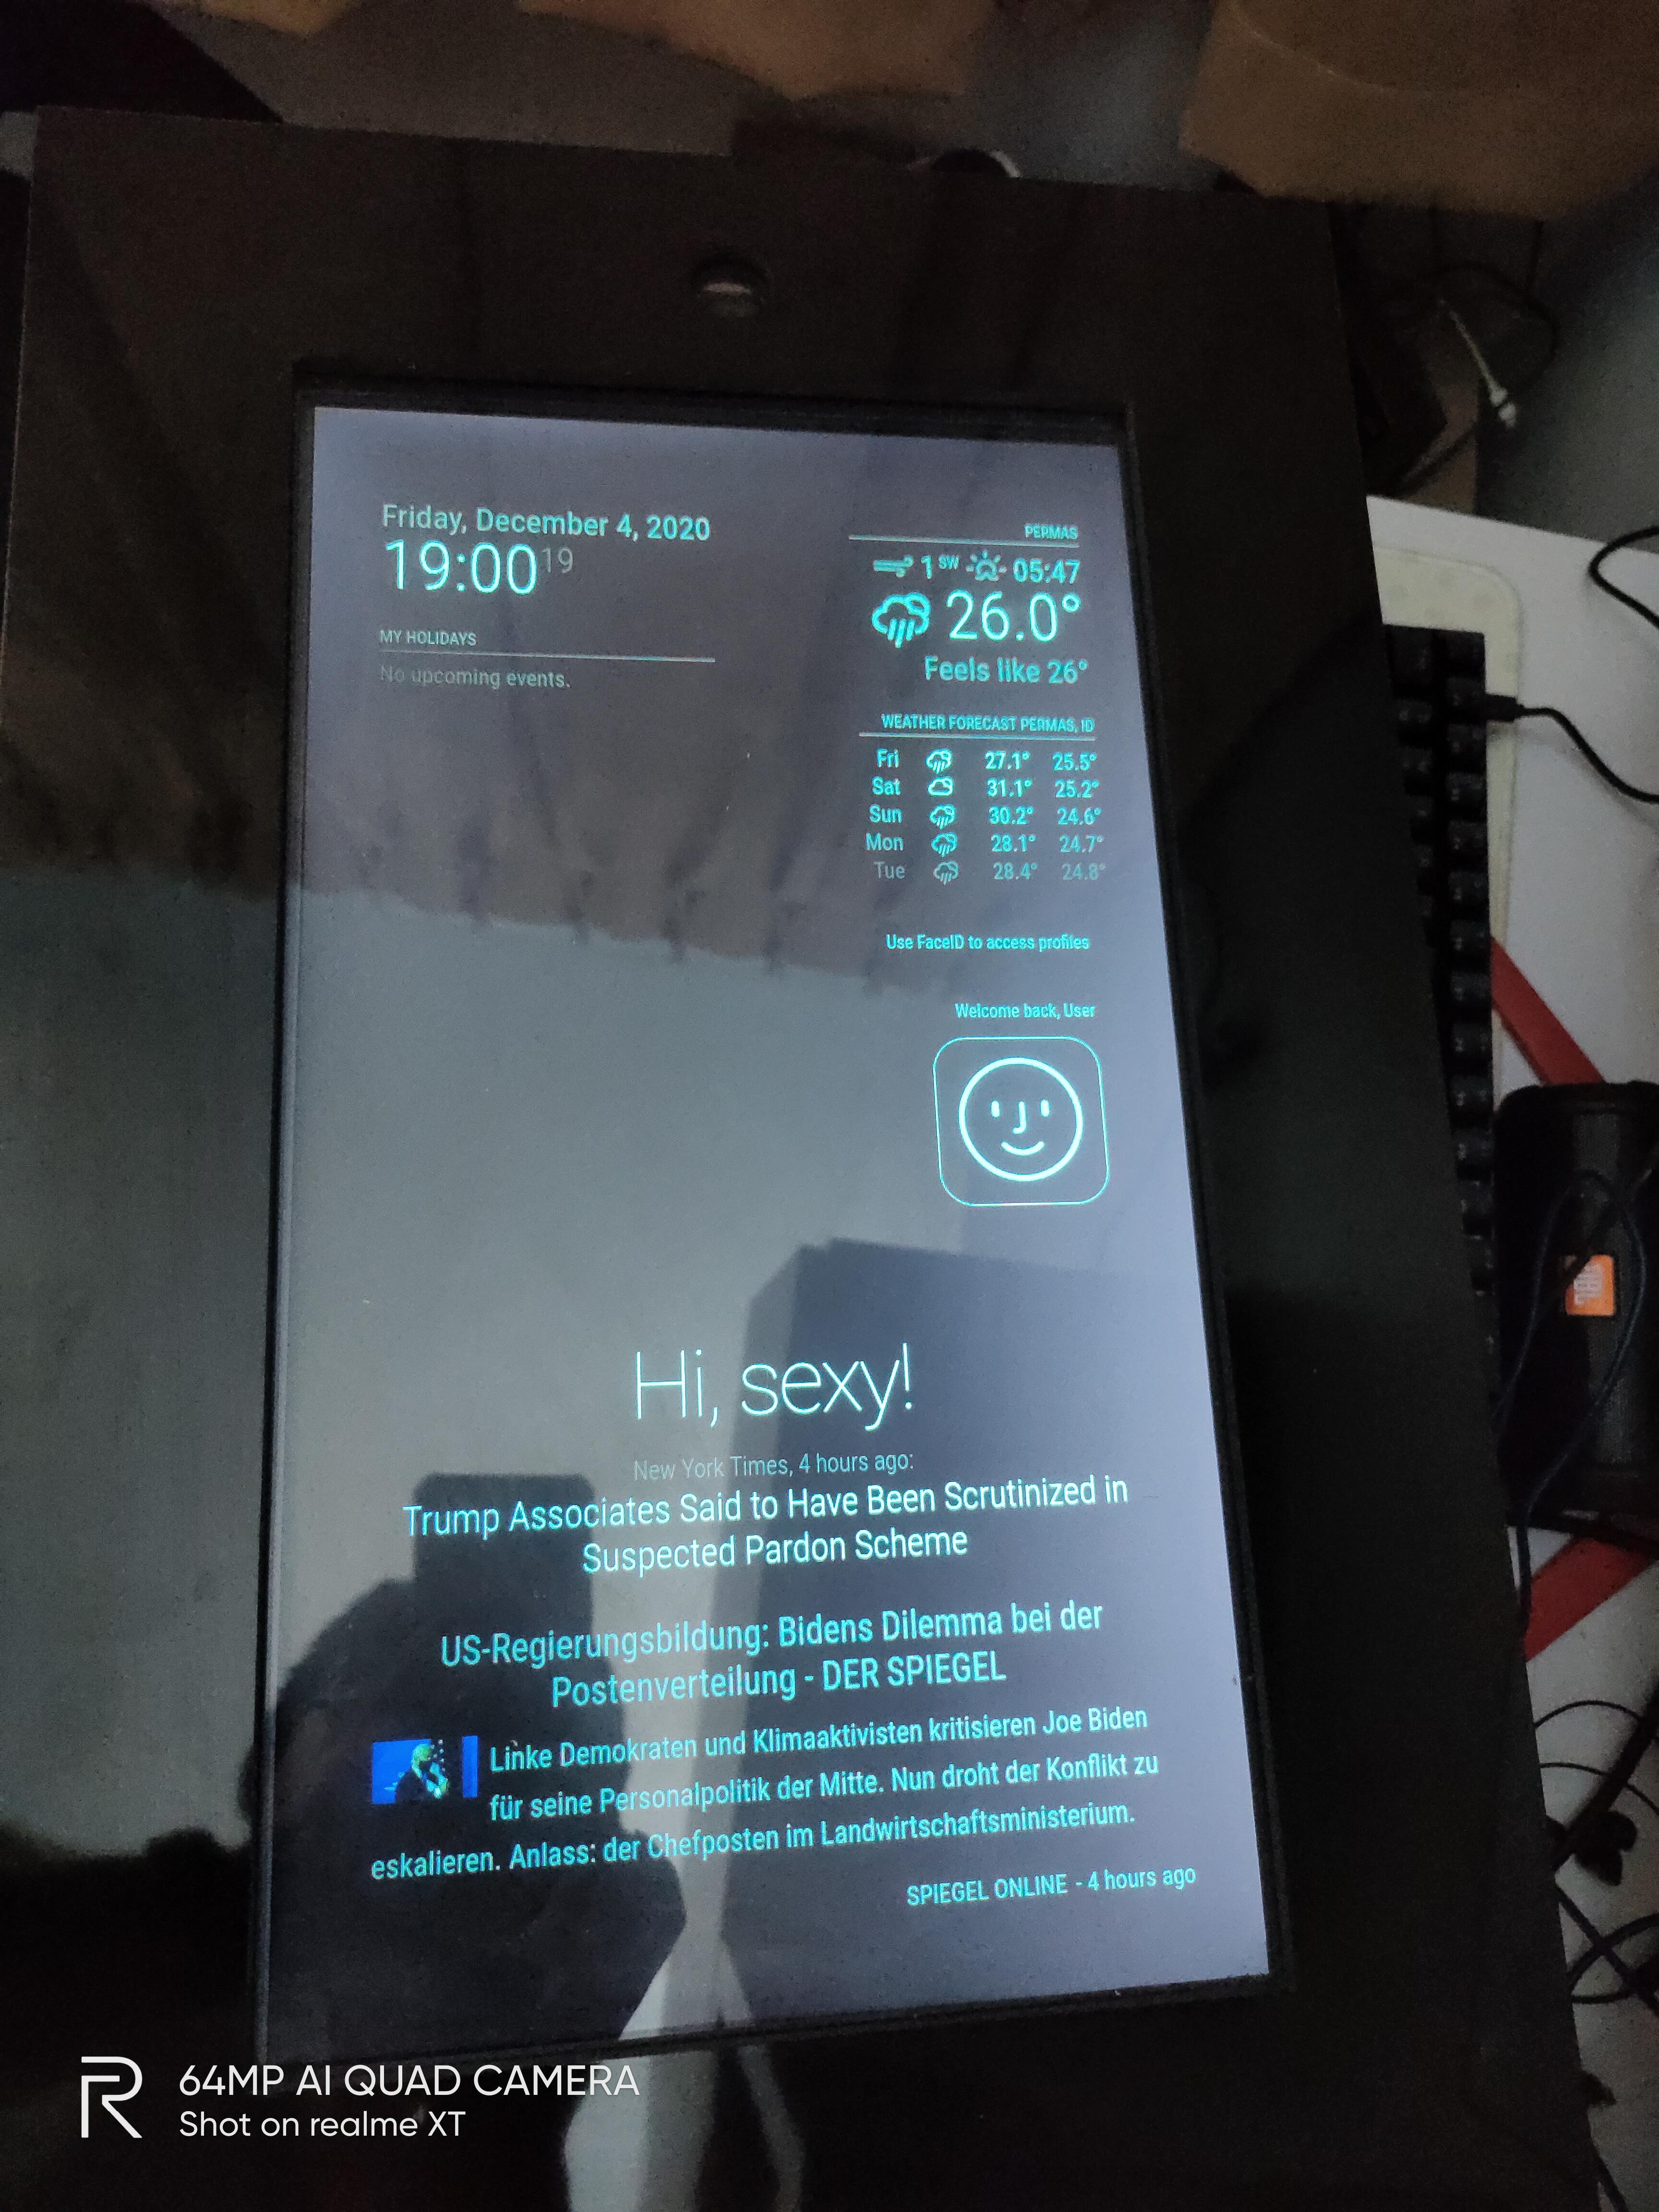 Friday, December 4, 2020
19:00 19
MY HOLIDAYS
No upcoming events.
PERMAS
1 SW 05:47
26.0°
Feels like 26°
WEATHER FORECAST PERMAS, ID
Fri 27.1° 25.5°
Sat 31.1° 25.2°
Sun 30.2° 24.6°
Mon 28.1° 24.7°
Tue 28.4° 24.8°
Use FaceID to access profiles
Welcome back, User
Hi, sexy!
New York Times, 4 hours ago:
Trump Associates Said to Have Been Scrutinized in
Suspected Pardon Scheme
US-Regierungsbildung: Bidens Dilemma bei der
Postenverteilung - DER SPIEGEL
Linke Demokraten und Klimaaktivisten kritisieren Joe Biden
für seine Personalpolitik der Mitte. Nun droht der Konflikt zu
eskalieren. Anlass: der Chefposten im Landwirtschaftsministerium.
SPIEGEL ONLINE - 4 hours ago
JBL
R 64MP AI QUAD CAMERA
Shot on realme XT